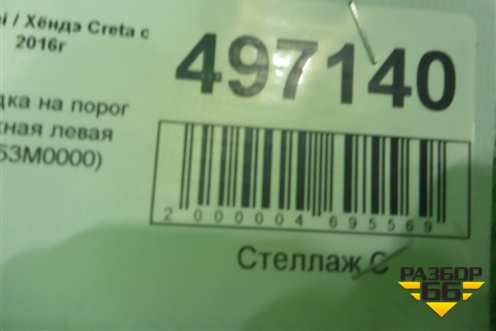 i / Хёндэ Creta с
2016г
497140
дка на порог
жная левая
53M0000)
2 000004 695569
Стеллаж С
РАЗБОР
66